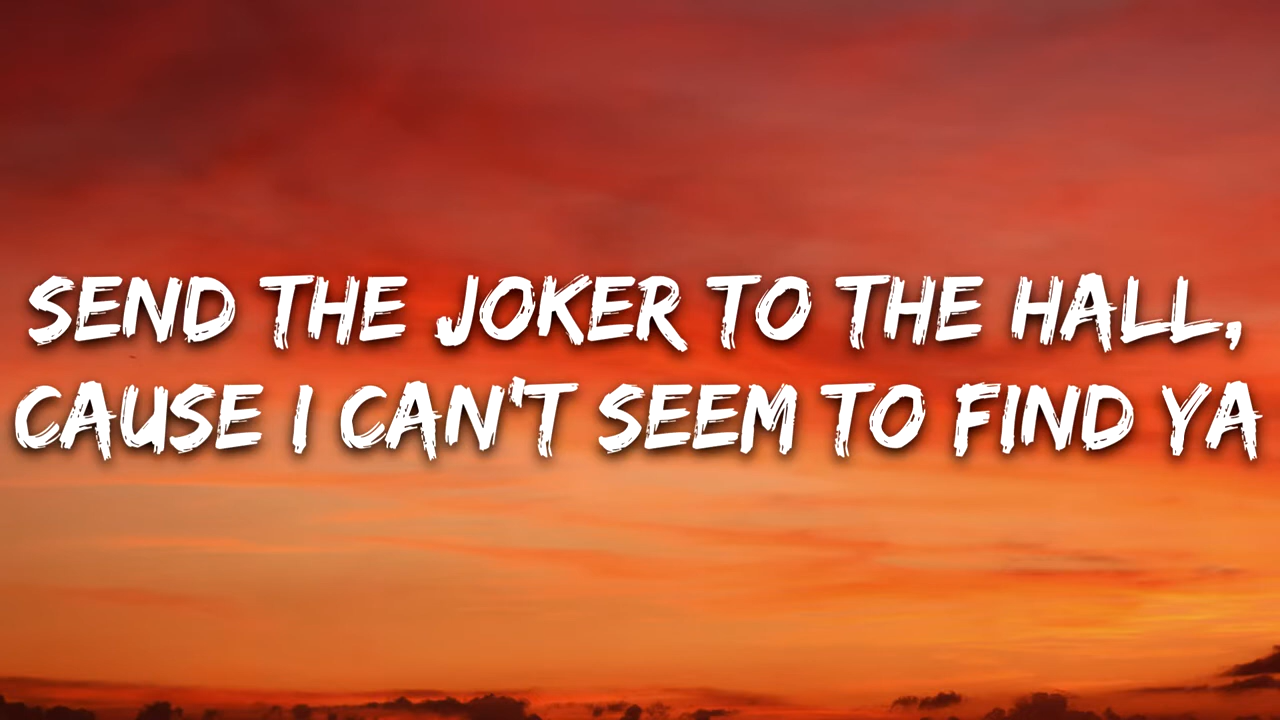 SEND THE JOKER TO THE HALL,
CAUSE I CAN'T SEEM TO FIND YA